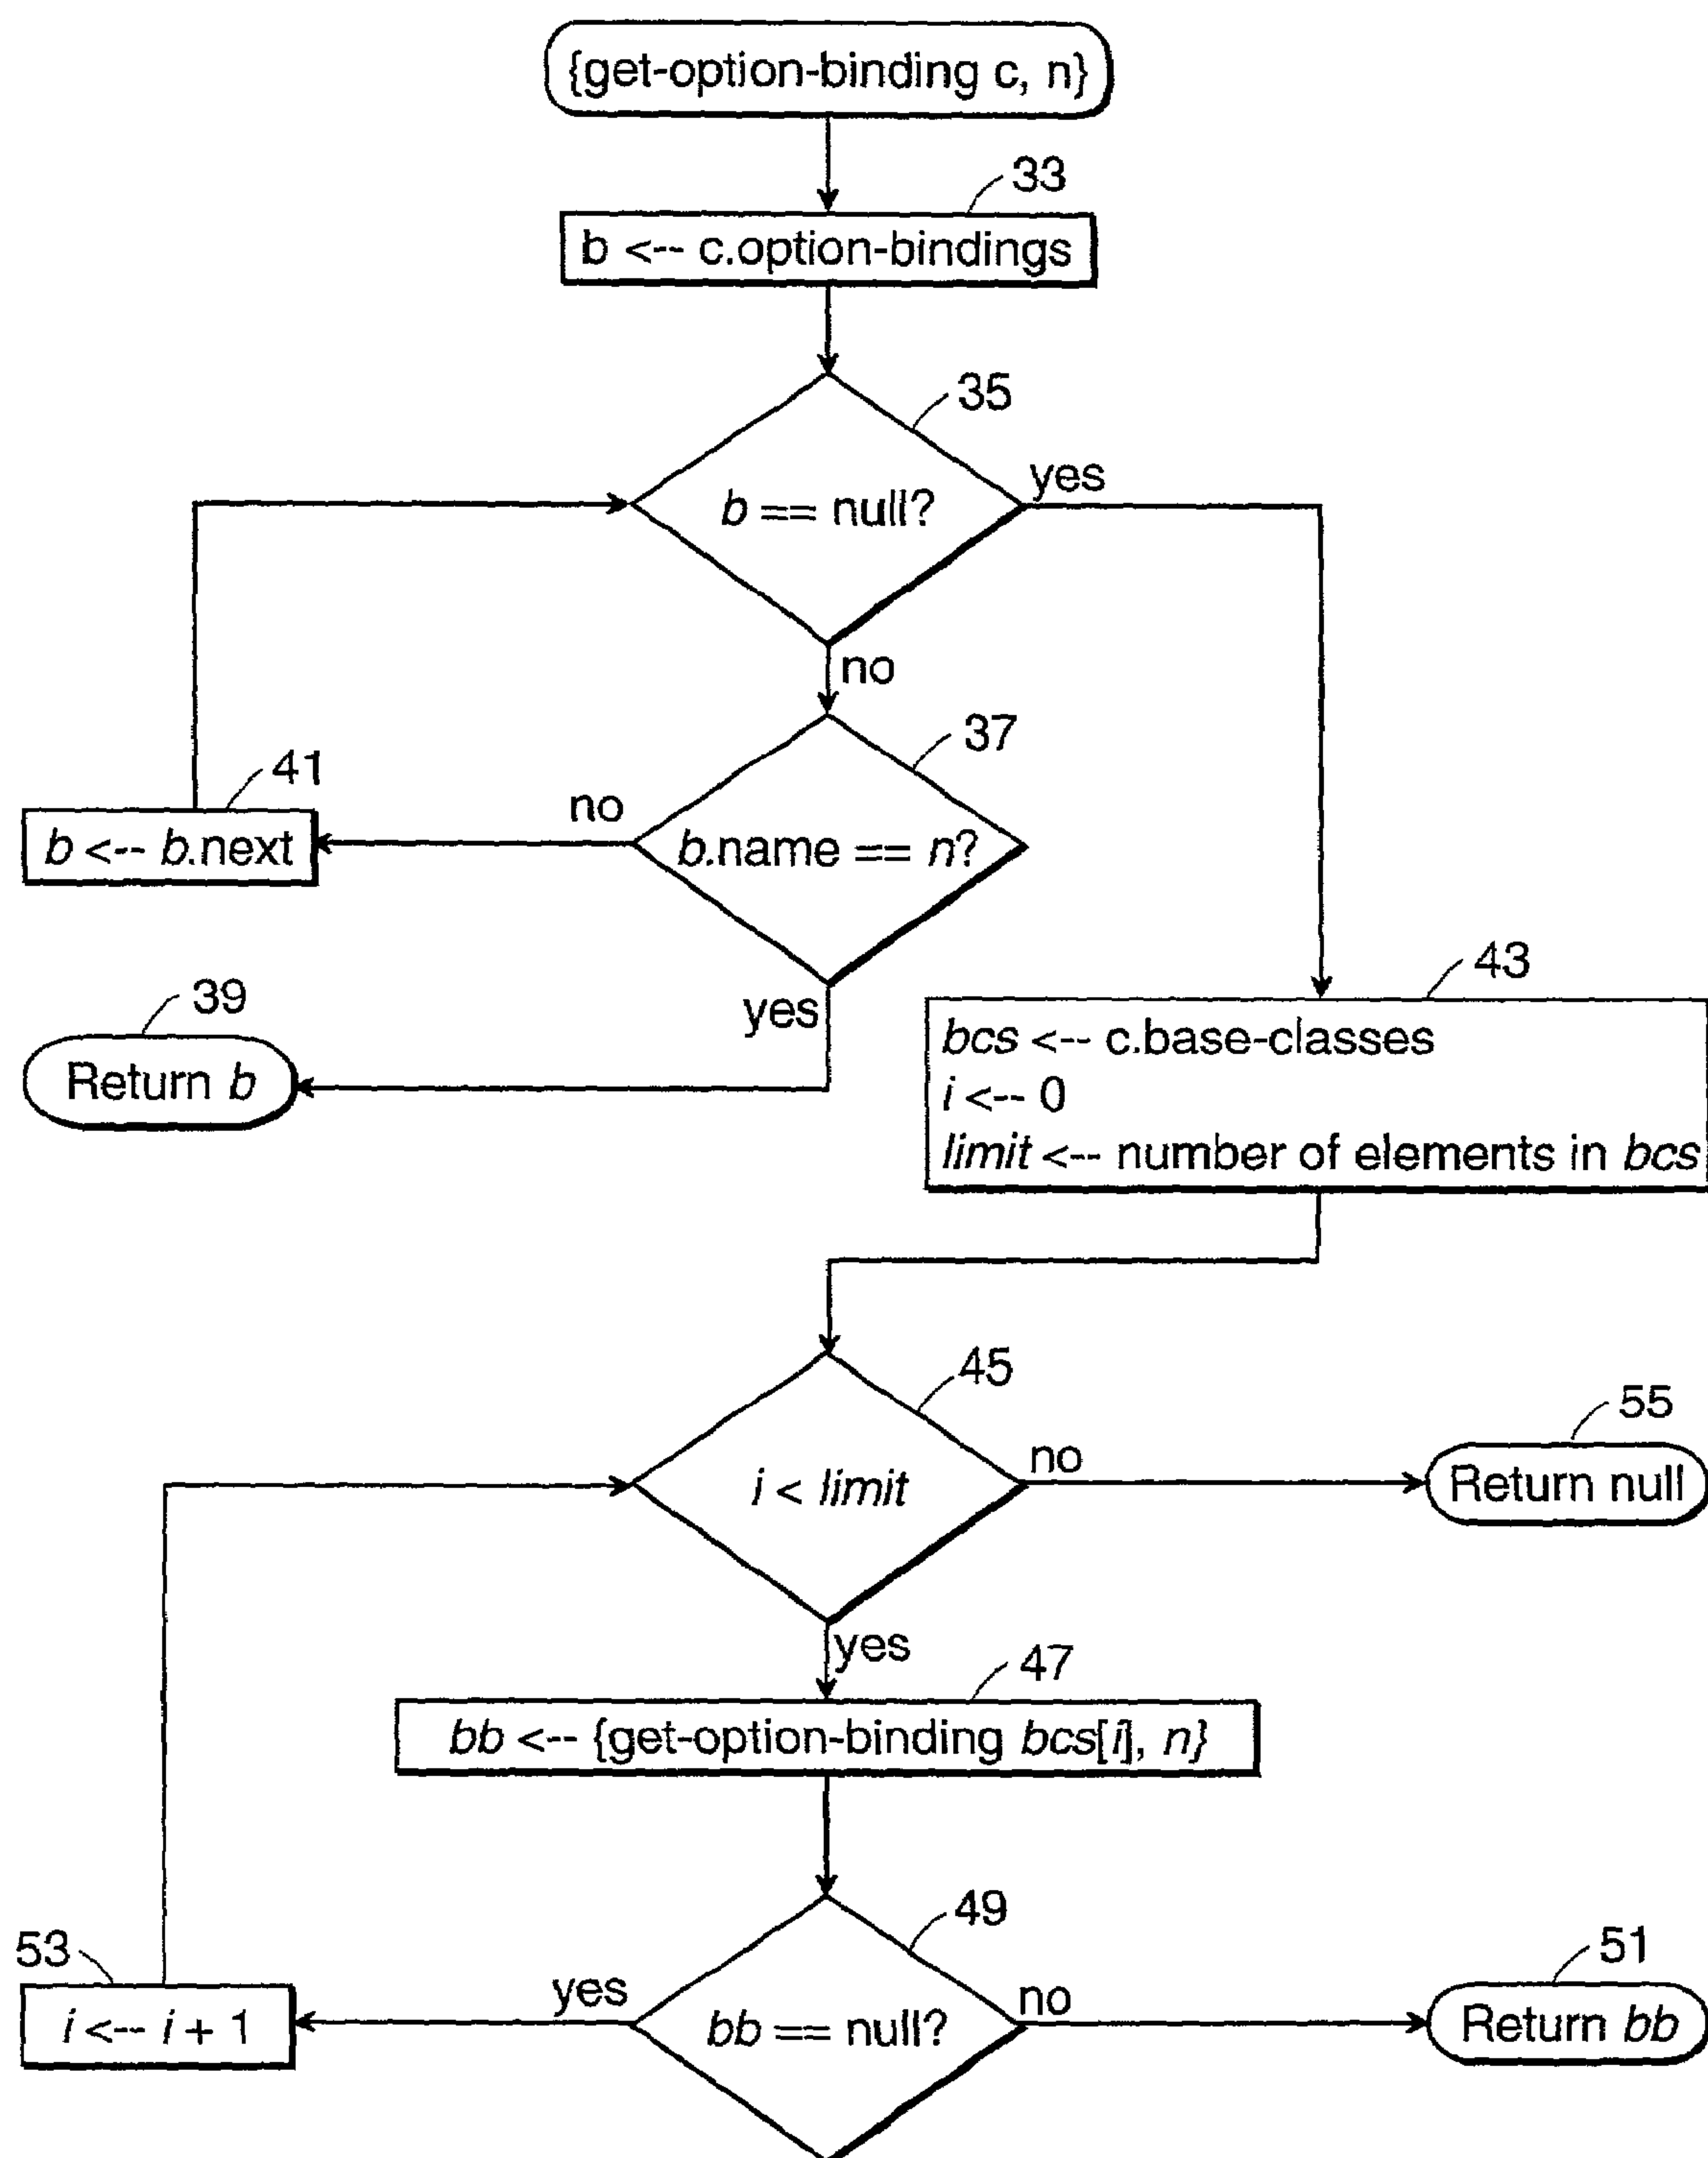 {get-option-binding c, n}
33
b <-- c.option-bindings
35
b == null?
yes
no
37
b.name == n?
no
41
b <-- b.next
yes
39
Return b
43
bcs <-- c.base-classes
i <-- 0
limit <-- number of elements in bcs
45
i < limit
no
55
Return null
yes
47
bb <-- {get-option-binding bcs[i], n}
49
bb == null?
yes
53
i <-- i + 1
no
51
Return bb